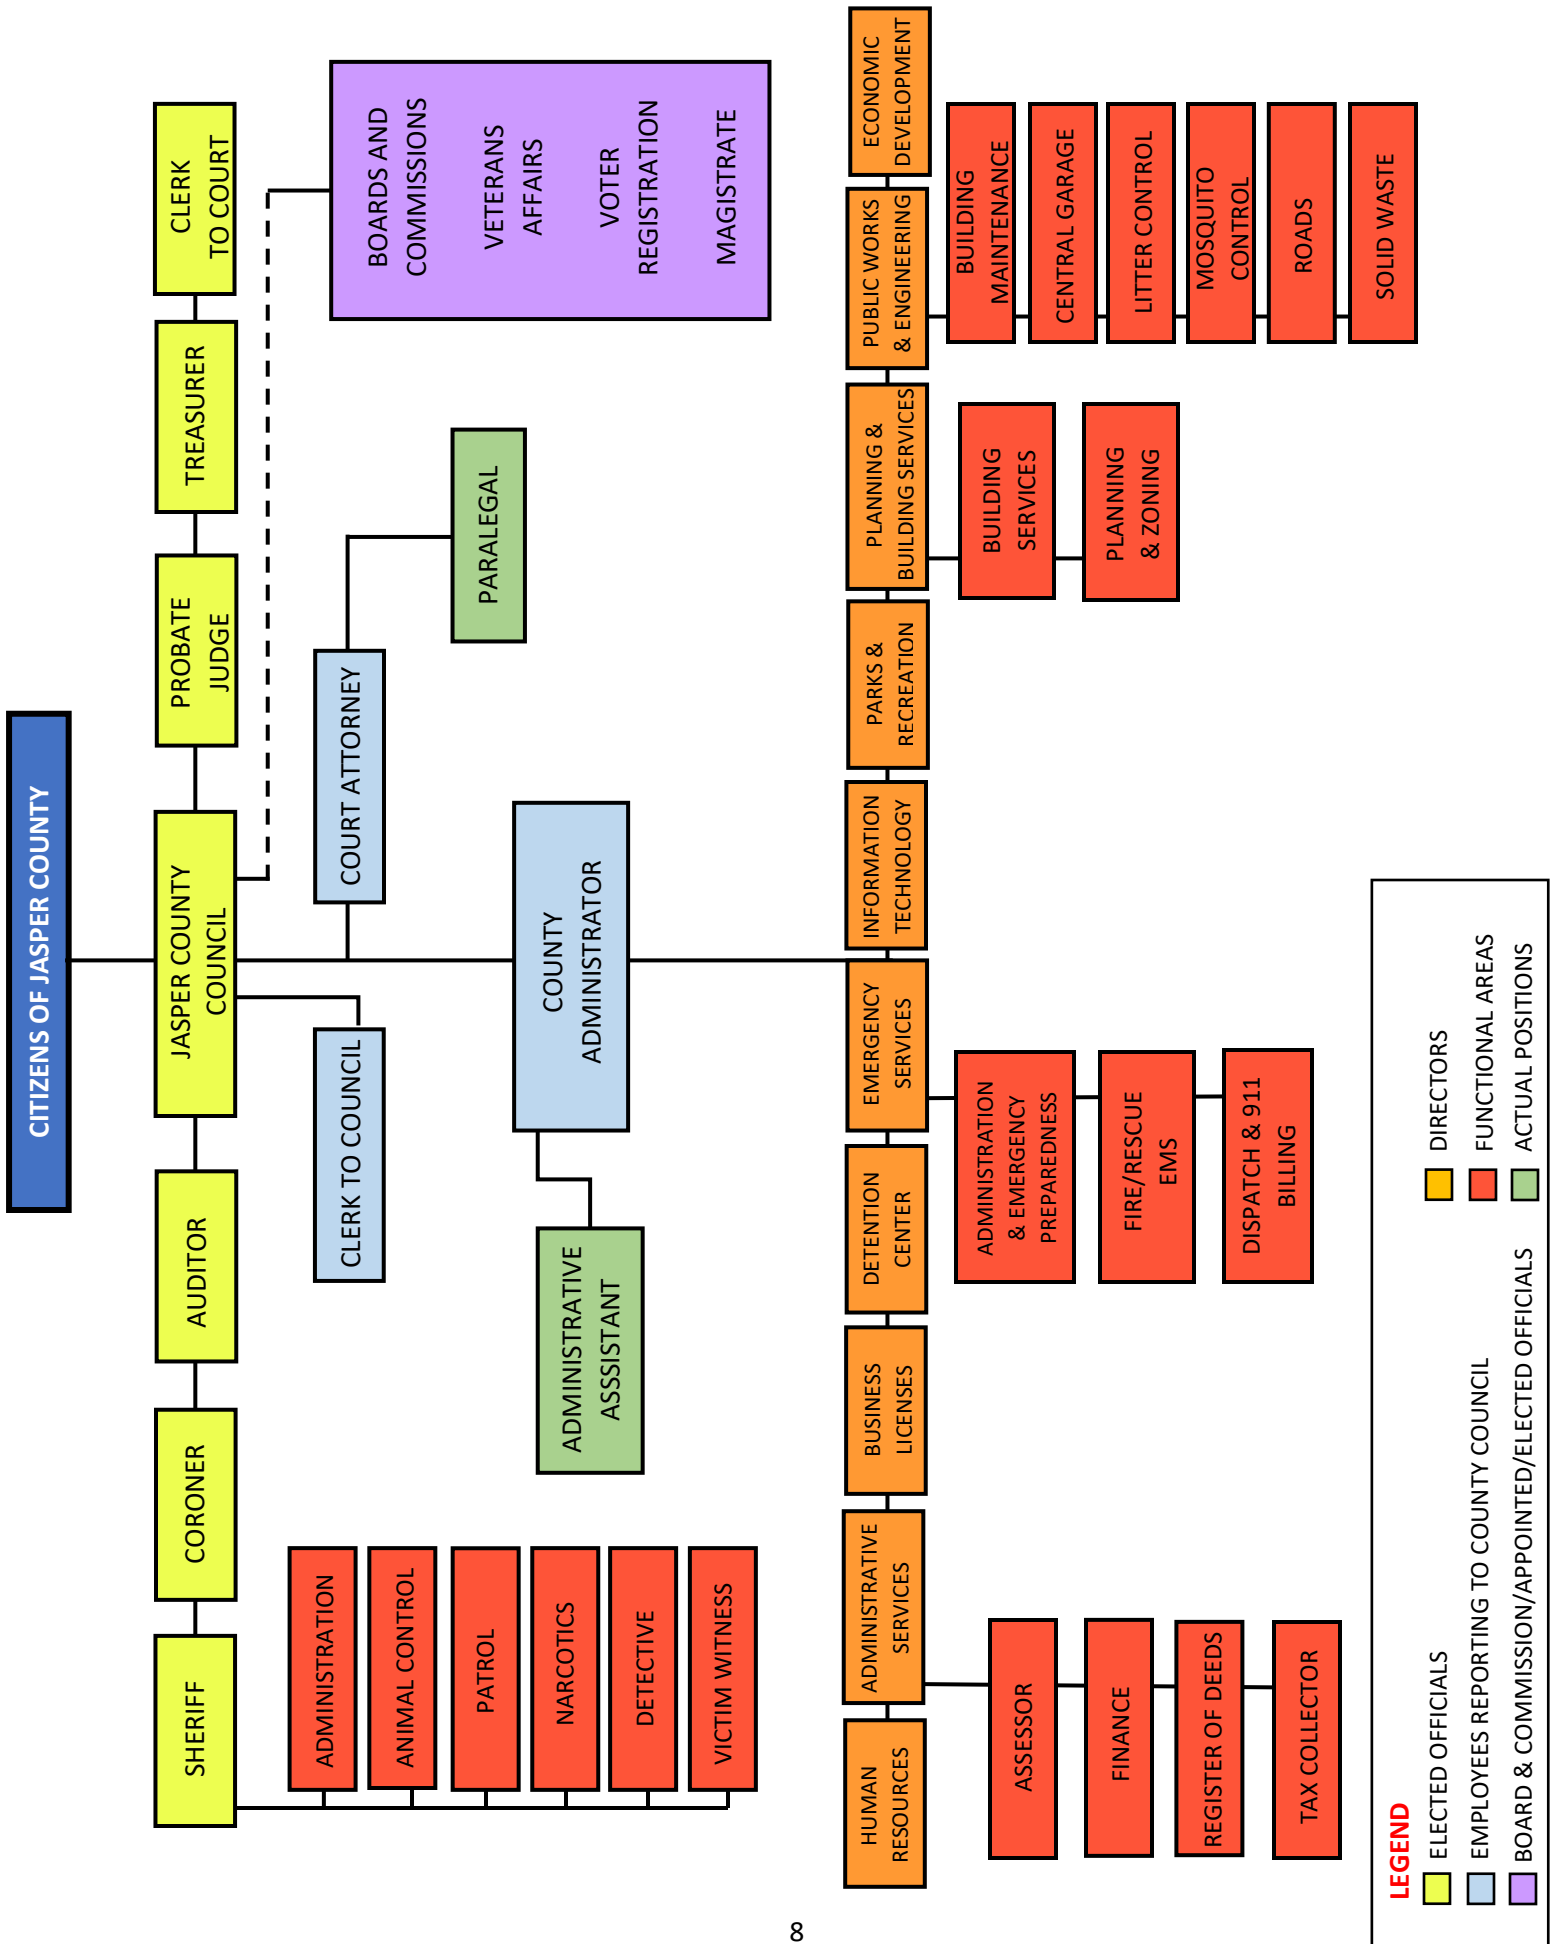 CITIZENS OF JASPER COUNTY
SHERIFF
CORONER
AUDITOR
JASPER COUNTY
COUNCIL
PROBATE
JUDGE
TREASURER
CLERK
TO COURT
ADMINISTRATION
ANIMAL CONTROL
PATROL
NARCOTICS
DETECTIVE
VICTIM WITNESS
CLERK TO COUNCIL
COURT ATTORNEY
PARALEGAL
BOARDS AND
COMMISSIONS
VETERANS
AFFAIRS
VOTER
REGISTRATION
MAGISTRATE
COUNTY
ADMINISTRATOR
ADMINISTRATIVE
ASSSISTANT
HUMAN
RESOURCES
ADMINISTRATIVE
SERVICES
BUSINESS
LICENSES
DETENTION
CENTER
EMERGENCY
SERVICES
INFORMATION
TECHNOLOGY
PARKS &
RECREATION
PLANNING &
BUILDING SERVICES
PUBLIC WORKS
& ENGINEERING
ECONOMIC
DEVELOPMENT
ASSESSOR
FINANCE
REGISTER OF DEEDS
TAX COLLECTOR
ADMINISTRATION
& EMERGENCY
PREPAREDNESS
FIRE/RESCUE
EMS
DISPATCH & 911
BILLING
BUILDING
SERVICES
PLANNING
& ZONING
BUILDING
MAINTENANCE
CENTRAL GARAGE
LITTER CONTROL
MOSQUITO
CONTROL
ROADS
SOLID WASTE
LEGEND
ELECTED OFFICIALS
EMPLOYEES REPORTING TO COUNTY COUNCIL
BOARD & COMMISSION/APPOINTED/ELECTED OFFICIALS
DIRECTORS
FUNCTIONAL AREAS
ACTUAL POSITIONS
8